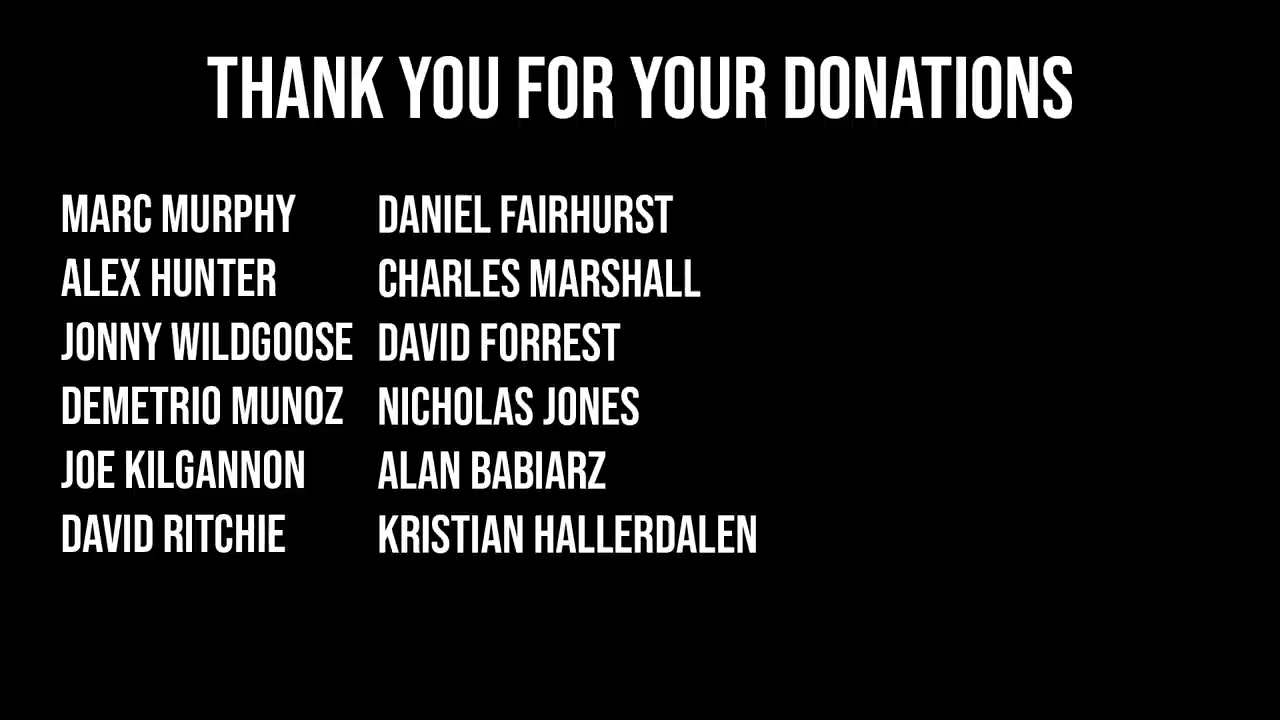 THANK YOU FOR YOUR DONATIONS
MARC MURPHY
ALEX HUNTER
JONNY WILDGOOSE
DEMETRIO MUNOZ
JOE KILGANNON
DAVID RITCHIE
DANIEL FAIRHURST
CHARLES MARSHALL
DAVID FORREST
NICHOLAS JONES
ALAN BABIARZ
KRISTIAN HALLERDALEN